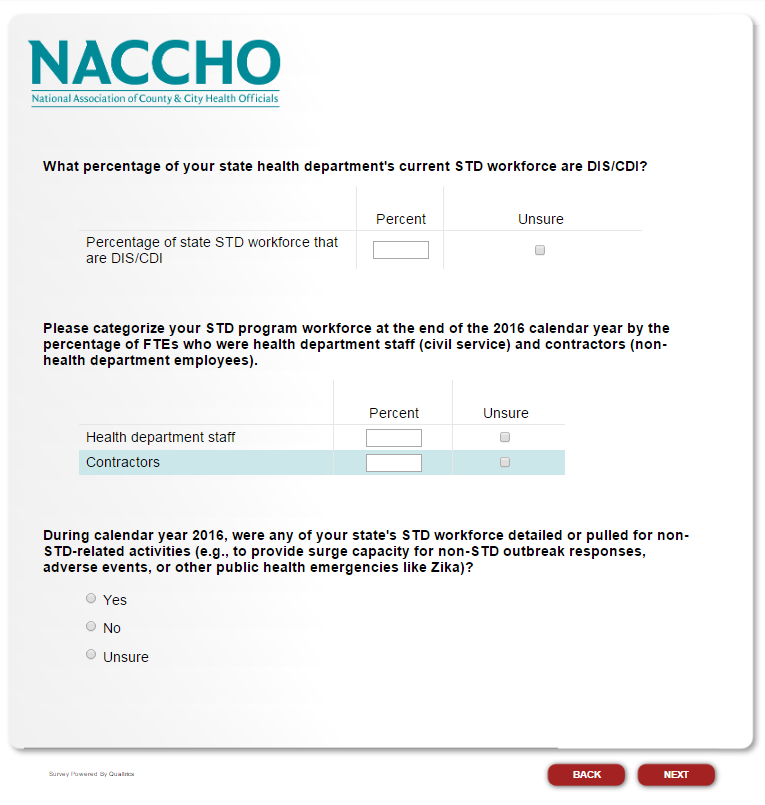 NACCHO
National Association of County & City Health Officials
What percentage of your state health department's current STD workforce are DIS/CDI?
Percent Unsure
Percentage of state STD workforce that
are DIS/CDI
Please categorize your STD program workforce at the end of the 2016 calendar year by the
percentage of FTEs who were health department staff (civil service) and contractors (non-
health department employees).
Percent Unsure
Health department staff
Contractors
During calendar year 2016, were any of your state's STD workforce detailed or pulled for non-
STD-related activities (e.g., to provide surge capacity for non-STD outbreak responses,
adverse events, or other public health emergencies like Zika)?
Yes
No
Unsure
Survey Powered By Qualtrics
BACK NEXT